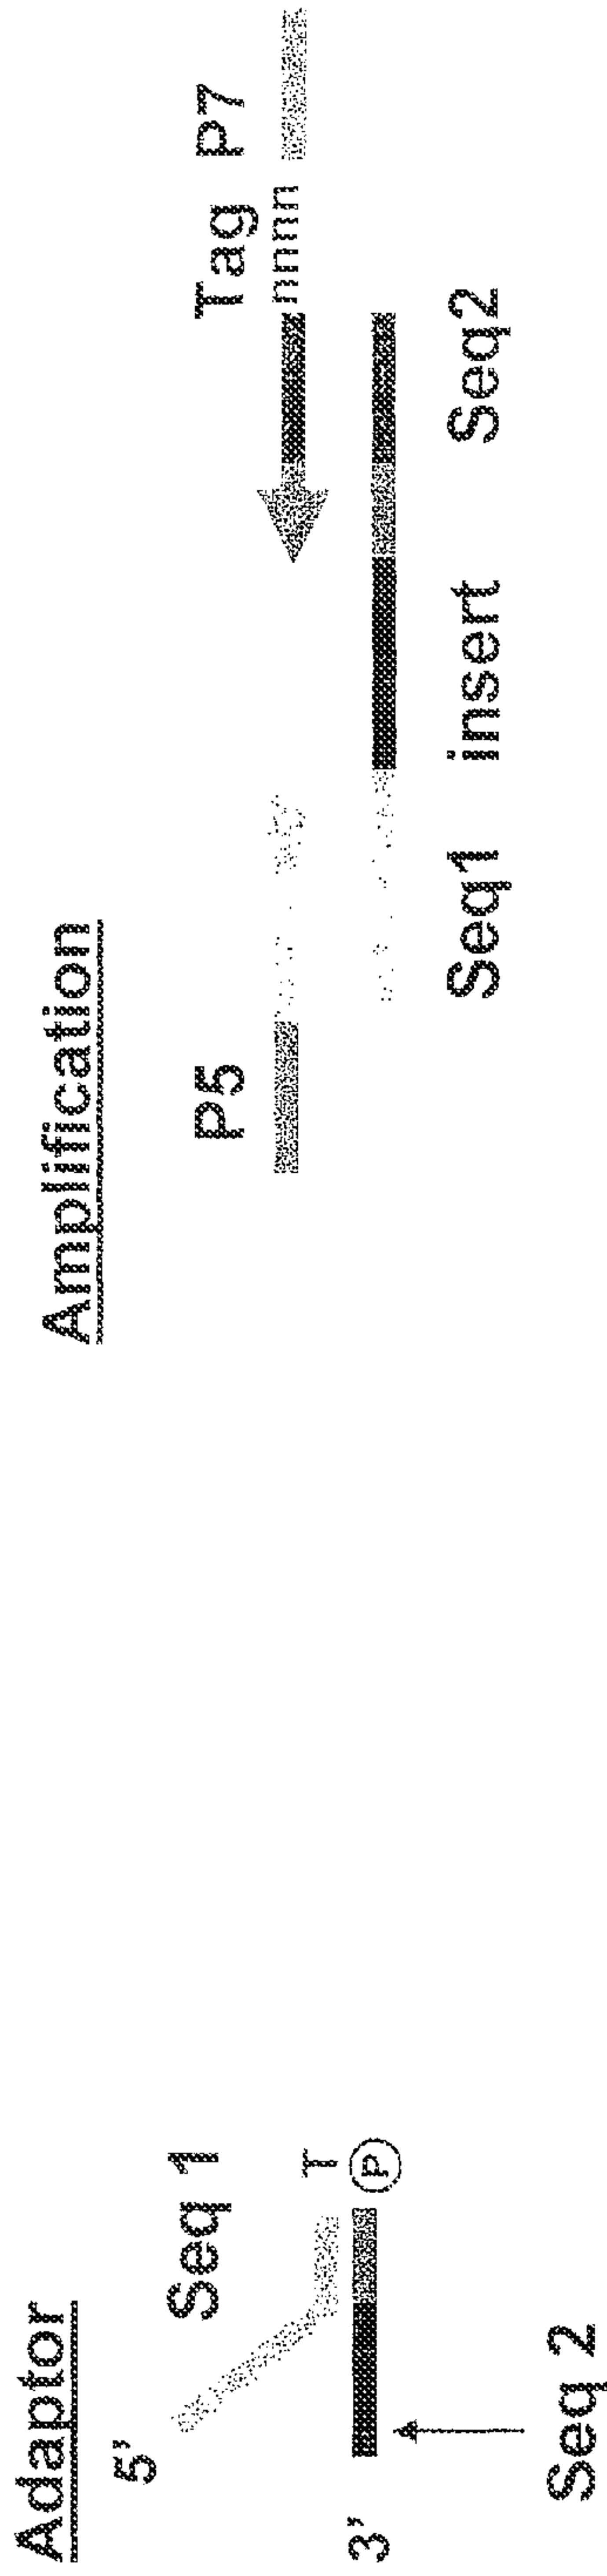 Adaptor
5’
Seq 1
T
P
3’
Seq 2
Amplification
P5
Tag P7
nnnn
Seq1 insert Seq2